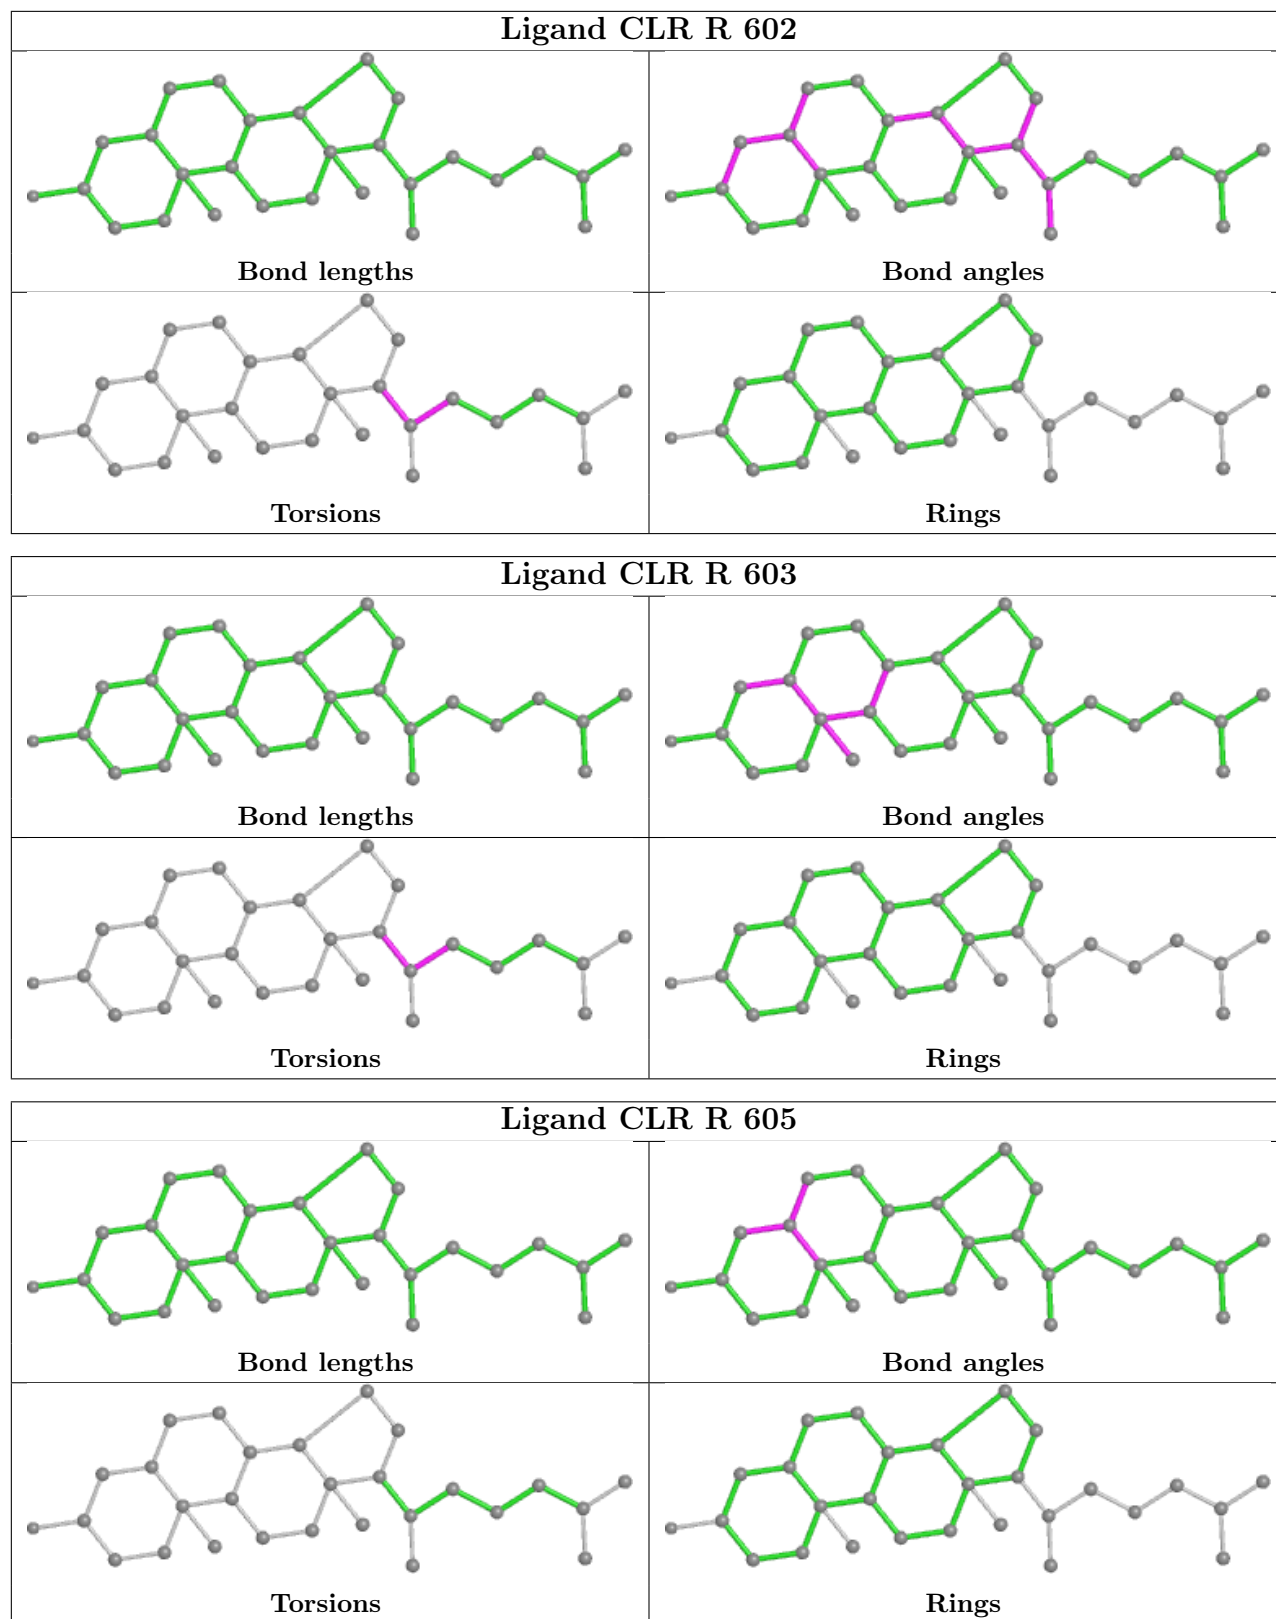 Ligand CLR R 602
Bond lengths
Bond angles
Torsions
Rings
Ligand CLR R 603
Bond lengths
Bond angles
Torsions
Rings
Ligand CLR R 605
Bond lengths
Bond angles
Torsions
Rings